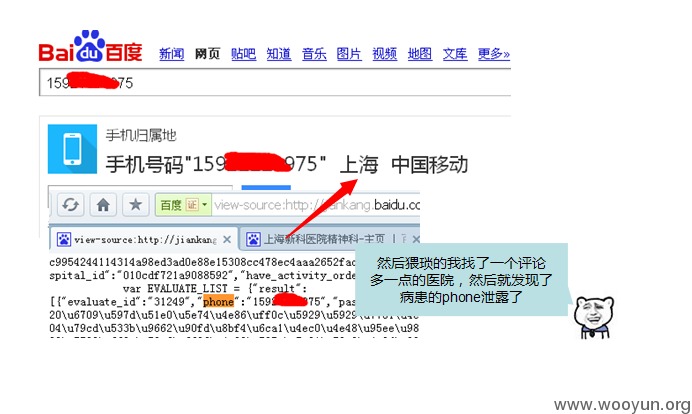 Bai du 百度 新闻 网页 贴吧 知道 音乐 图片 视频 地图 文库 更多»
159 975
手机归属地
手机号码"159 975" 上海 中国移动
百度 证 view-source:http://jiankang.baidu.co
view-source:http://jiankang × 上海新科医院精神科-主页 ×
c9954244114314a98ed3ad0e88e15308cc478ec4aaa2652fac
spital_id":"010cdf721a9088592","have_activity_orde
var EVALUATE_LIST = {"result":
[{"evaluate_id":"31249","phone":"159 975","pas
然后猥琐的我找了一个评论
多一点的医院，然后就发现了
病患的phone泄露了
20\u6709\u597d\u51e0\u5e74\u4e86\uff0c\u5929\u5929
04\u79cd\u533b\u9662\u90fd\u8bf4\u6ca1\u4ec0\u4e48\u95ee\u98
www.wooyun.org